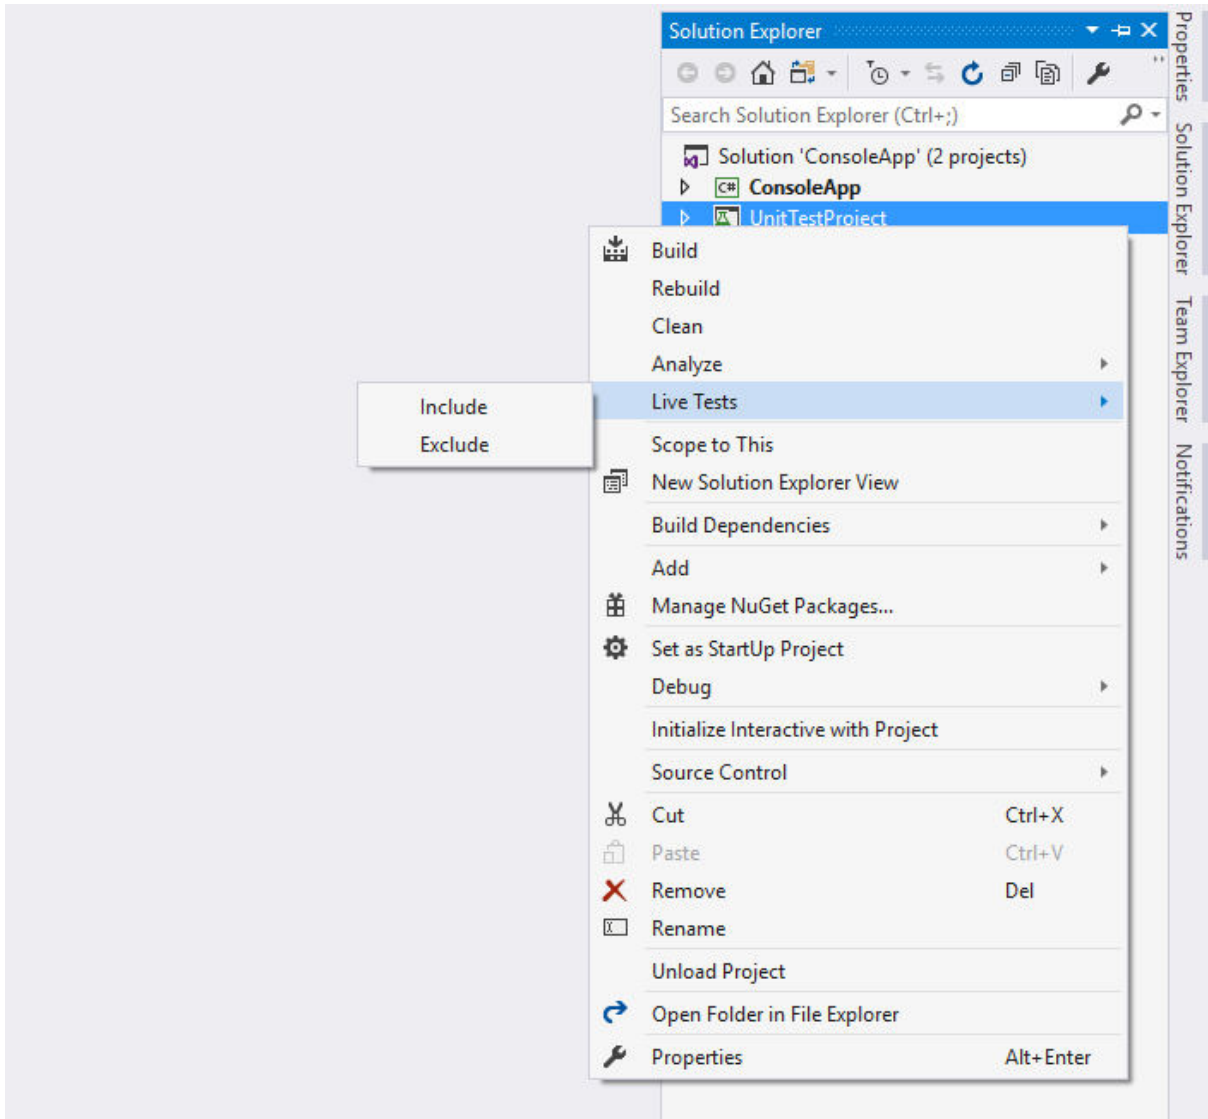 Solution Explorer
Search Solution Explorer (Ctrl+;)
Solution 'ConsoleApp' (2 projects)
C# ConsoleApp
UnitTestProject
Build
Rebuild
Clean
Analyze
Live Tests
Include
Exclude
Scope to This
New Solution Explorer View
Build Dependencies
Add
Manage NuGet Packages...
Set as StartUp Project
Debug
Initialize Interactive with Project
Source Control
Cut Ctrl+X
Paste Ctrl+V
Remove Del
Rename
Unload Project
Open Folder in File Explorer
Properties Alt+Enter
Properties
Solution Explorer
Team Explorer
Notifications